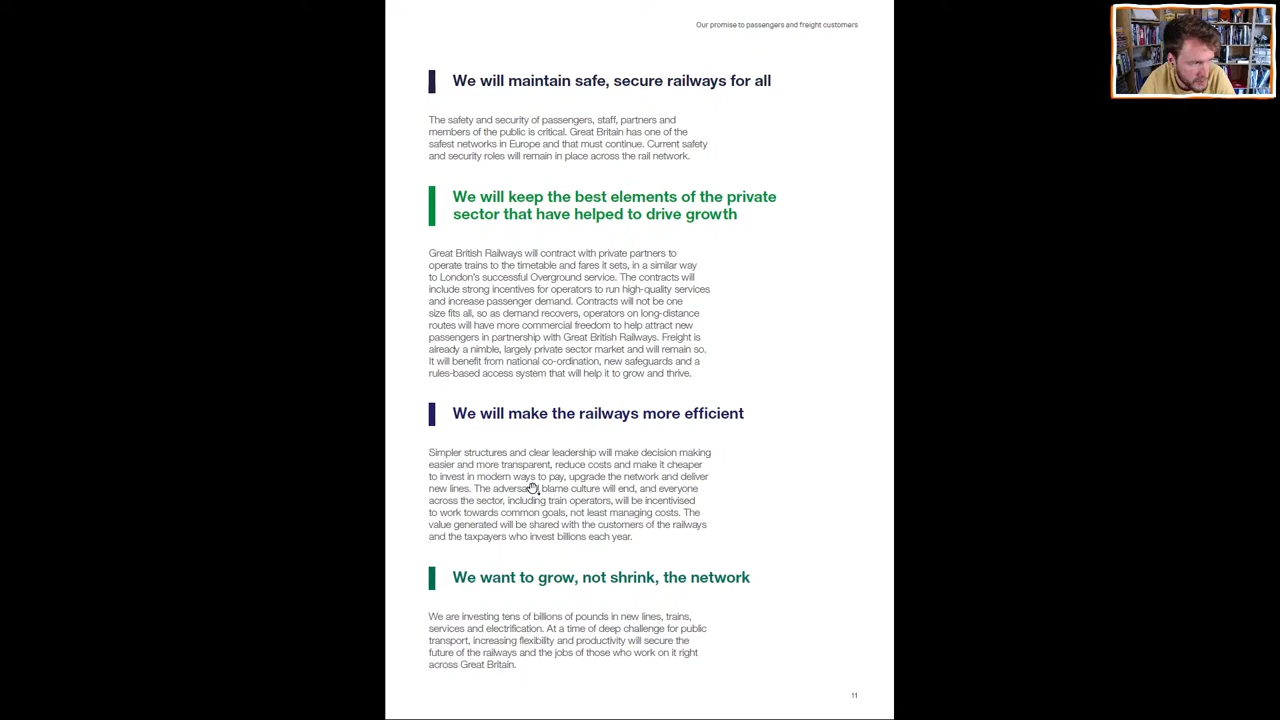 Our promise to passengers and freight customers
We will maintain safe, secure railways for all
The safety and security of passengers, staff, partners and
members of the public is critical. Great Britain has one of the
safest networks in Europe and that must continue. Current safety
and security roles will remain in place across the rail network.
We will keep the best elements of the private
sector that have helped to drive growth
Great British Railways will contract with private partners to
operate trains to the timetable and fares it sets, in a similar way
to London's successful Overground service. The contracts will
include strong incentives for operators to run high-quality services
and increase passenger demand. Contracts will not be one
size fits all, so as demand recovers, operators on long-distance
routes will have more commercial freedom to help attract new
passengers in partnership with Great British Railways. Freight is
already a nimble, largely private sector market and will remain so.
It will benefit from national co-ordination, new safeguards and a
rules-based access system that will help it to grow and thrive.
We will make the railways more efficient
Simpler structures and clear leadership will make decision making
easier and more transparent, reduce costs and make it cheaper
to invest in modern ways to pay, upgrade the network and deliver
new lines. The adversarial blame culture will end, and everyone
across the sector, including train operators, will be incentivised
to work towards common goals, not least managing costs. The
value generated will be shared with the customers of the railways
and the taxpayers who invest billions each year.
We want to grow, not shrink, the network
We are investing tens of billions of pounds in new lines, trains,
services and electrification. At a time of deep challenge for public
transport, increasing flexibility and productivity will secure the
future of the railways and the jobs of those who work on it right
across Great Britain.
11